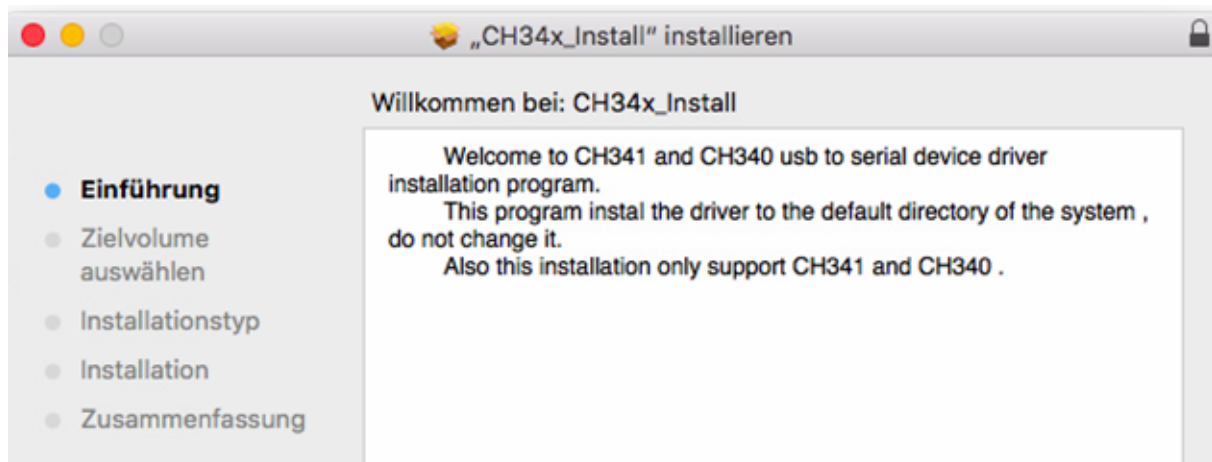 „CH34x_Install“ installieren
Willkommen bei: CH34x_Install
Welcome to CH341 and CH340 usb to serial device driver
installation program.
This program instal the driver to the default directory of the system ,
do not change it.
Also this installation only support CH341 and CH340 .
Einführung
Zielvolume
auswählen
Installationstyp
Installation
Zusammenfassung